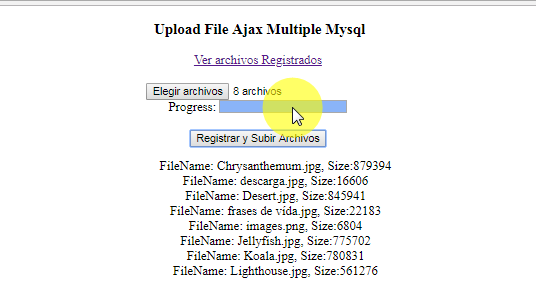 Upload File Ajax Multiple Mysql
Ver archivos Registrados
Elegir archivos 8 archivos
Progress:
Registrar y Subir Archivos
FileName: Chrysanthemum.jpg, Size:879394
FileName: descarga.jpg, Size:16606
FileName: Desert.jpg, Size:845941
FileName: frases de vída.jpg, Size:22183
FileName: images.png, Size:6804
FileName: Jellyfish.jpg, Size:775702
FileName: Koala.jpg, Size:780831
FileName: Lighthouse.jpg, Size:561276